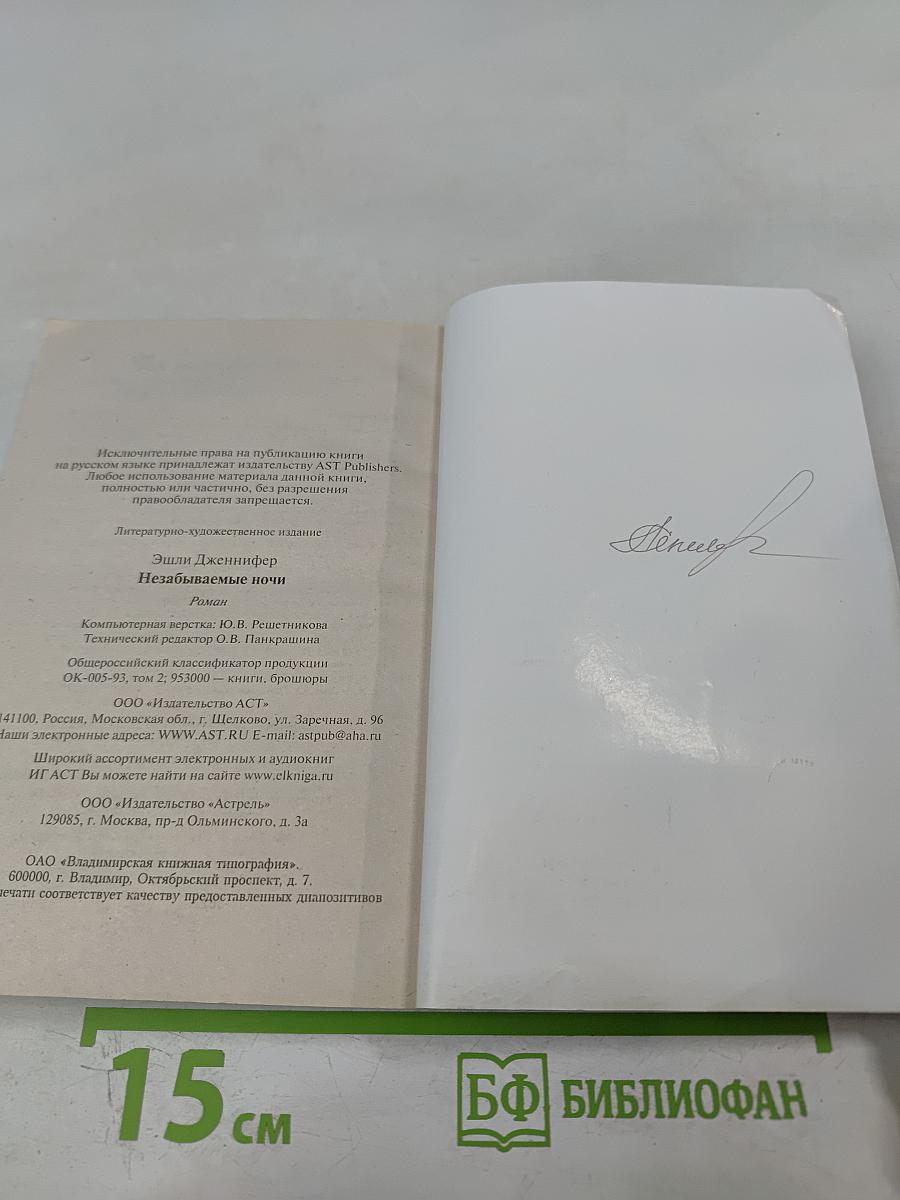 Исключительные права на публикацию книги
на русском языке принадлежат издательству AST Publishers.
Любое использование материала данной книги,
полностью или частично, без разрешения
правообладателя запрещается.
Литературно-художественное издание
Эшли Дженнифер
Незабываемые ночи
Роман
Компьютерная верстка: Ю.В. Решетникова
Технический редактор О.В. Панкрашина
Общероссийский классификатор продукции
ОК-005-93, том 2; 953000 — книги, брошюры
ООО «Издательство АСТ»
141100, Россия, Московская обл., г. Щелково, ул. Заречная, д. 96
Наши электронные адреса: WWW.AST.RU E-mail: astpub@aha.ru
Широкий ассортимент электронных и аудиокниг
ИГ АСТ Вы можете найти на сайте www.elkniga.ru
ООО «Издательство «Астрель»
129085, г. Москва, пр-д Ольминского, д. 3а
ОАО «Владимирская книжная типография».
600000, г. Владимир, Октябрьский проспект, д. 7.
печати соответствует качеству предоставленных диапозитивов
15 см
БФ БИБЛИОФАН